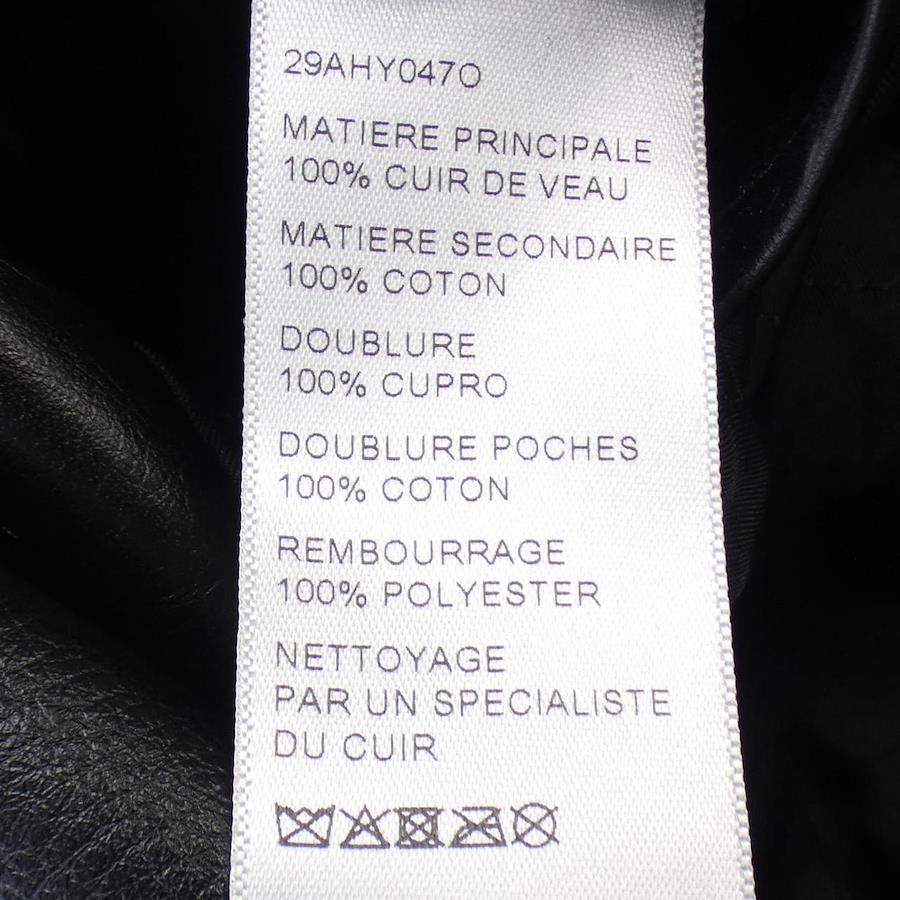 29AHY047O
MATIERE PRINCIPALE
100% CUIR DE VEAU
MATIERE SECONDAIRE
100% COTON
DOUBLURE
100% CUPRO
DOUBLURE POCHES
100% COTON
REMBOURRAGE
100% POLYESTER
NETTOYAGE
PAR UN SPECIALISTE
DU CUIR